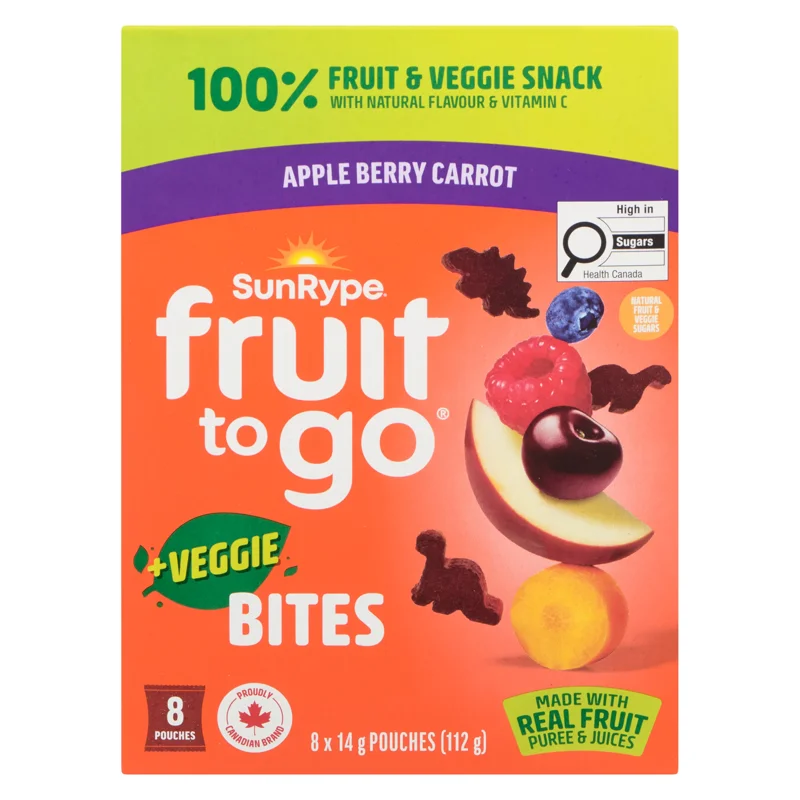 100% FRUIT & VEGGIE SNACK
WITH NATURAL FLAVOUR & VITAMIN C
APPLE BERRY CARROT
High in
Sugars
Health Canada
NATURAL
FRUIT &
VEGGIE
SUGARS
SunRype®
fruit
to go®
+VEGGIE
BITES
8
POUCHES
PROUDLY
CANADIAN BRAND
8 x 14 g POUCHES (112 g)
MADE WITH
REAL FRUIT
PUREE & JUICES